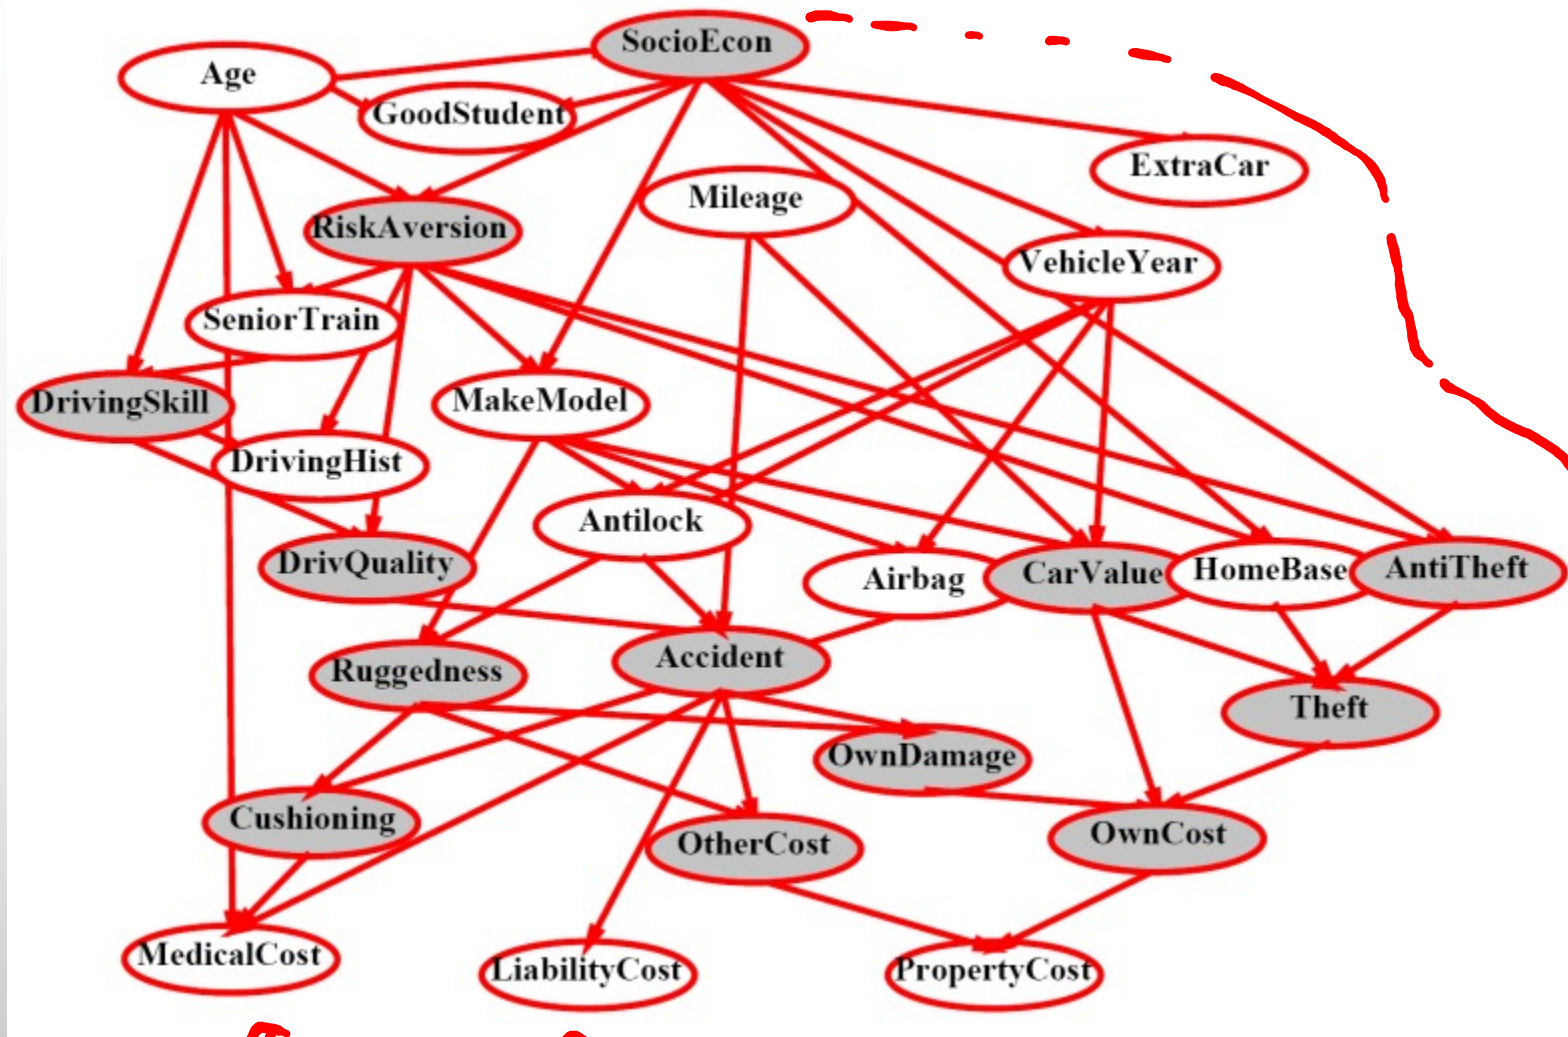 SocioEcon
Age
GoodStudent
ExtraCar
Mileage
RiskAversion
VehicleYear
SeniorTrain
DrivingSkill
MakeModel
DrivingHist
Antilock
DrivQuality
Airbag
CarValue
HomeBase
AntiTheft
Ruggedness
Accident
Theft
OwnDamage
Cushioning
OtherCost
OwnCost
MedicalCost
LiabilityCost
PropertyCost